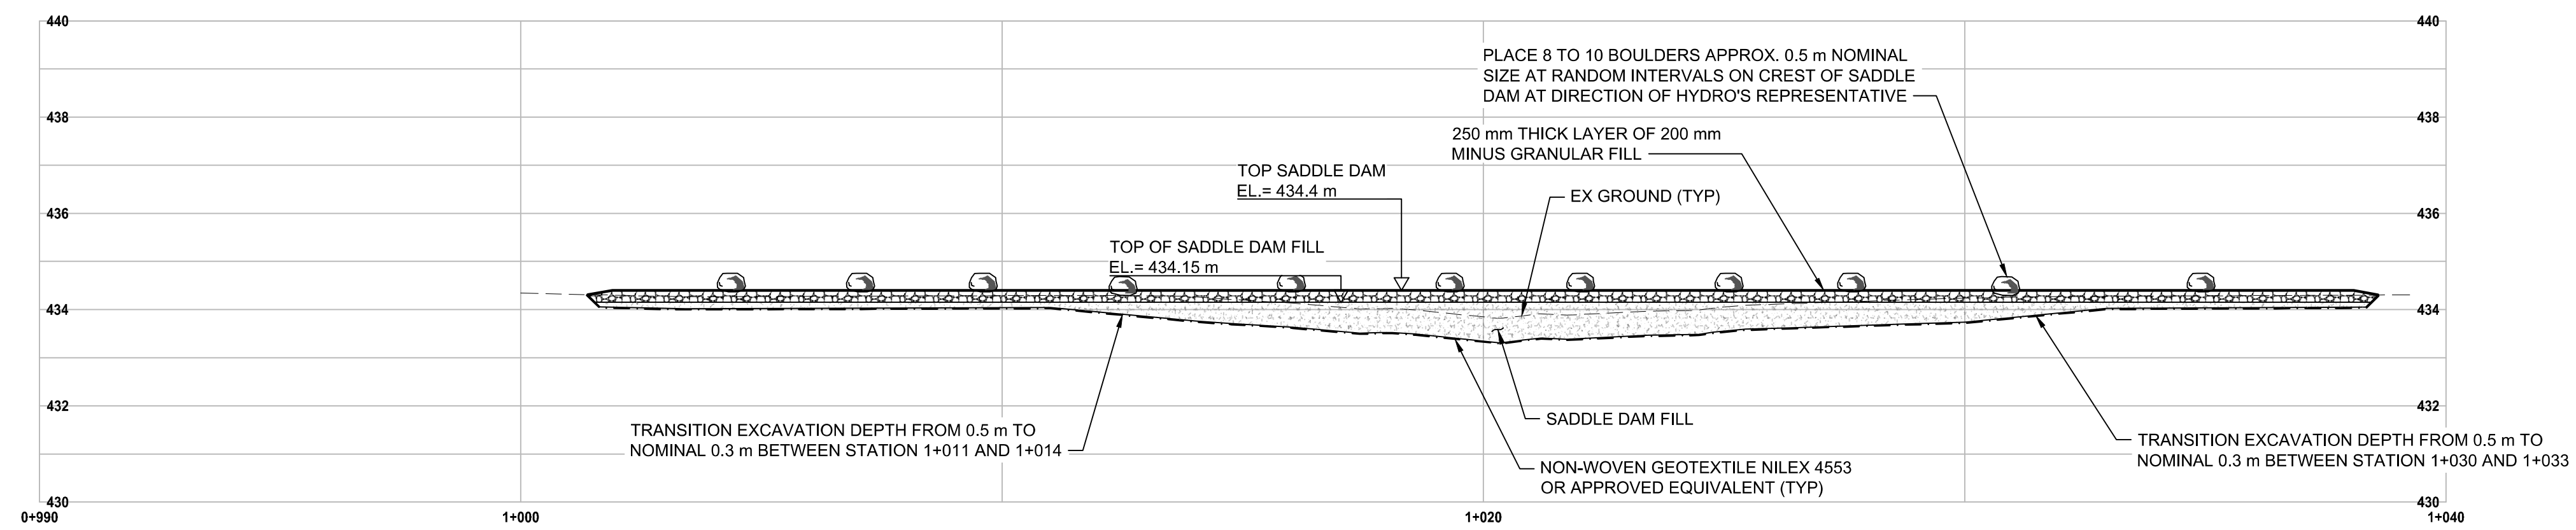 440
440
PLACE 8 TO 10 BOULDERS APPROX. 0.5 m NOMINAL
SIZE AT RANDOM INTERVALS ON CREST OF SADDLE
DAM AT DIRECTION OF HYDRO'S REPRESENTATIVE
438
438
250 mm THICK LAYER OF 200 mm
MINUS GRANULAR FILL
TOP SADDLE DAM
EL.= 434.4 m
EX GROUND (TYP)
436
436
TOP OF SADDLE DAM FILL
EL.= 434.15 m
434
434
432
432
SADDLE DAM FILL
TRANSITION EXCAVATION DEPTH FROM 0.5 m TO
NOMINAL 0.3 m BETWEEN STATION 1+011 AND 1+014
TRANSITION EXCAVATION DEPTH FROM 0.5 m TO
NOMINAL 0.3 m BETWEEN STATION 1+030 AND 1+033
NON-WOVEN GEOTEXTILE NILEX 4553
OR APPROVED EQUIVALENT (TYP)
430
430
0+990
1+000
1+020
1+040